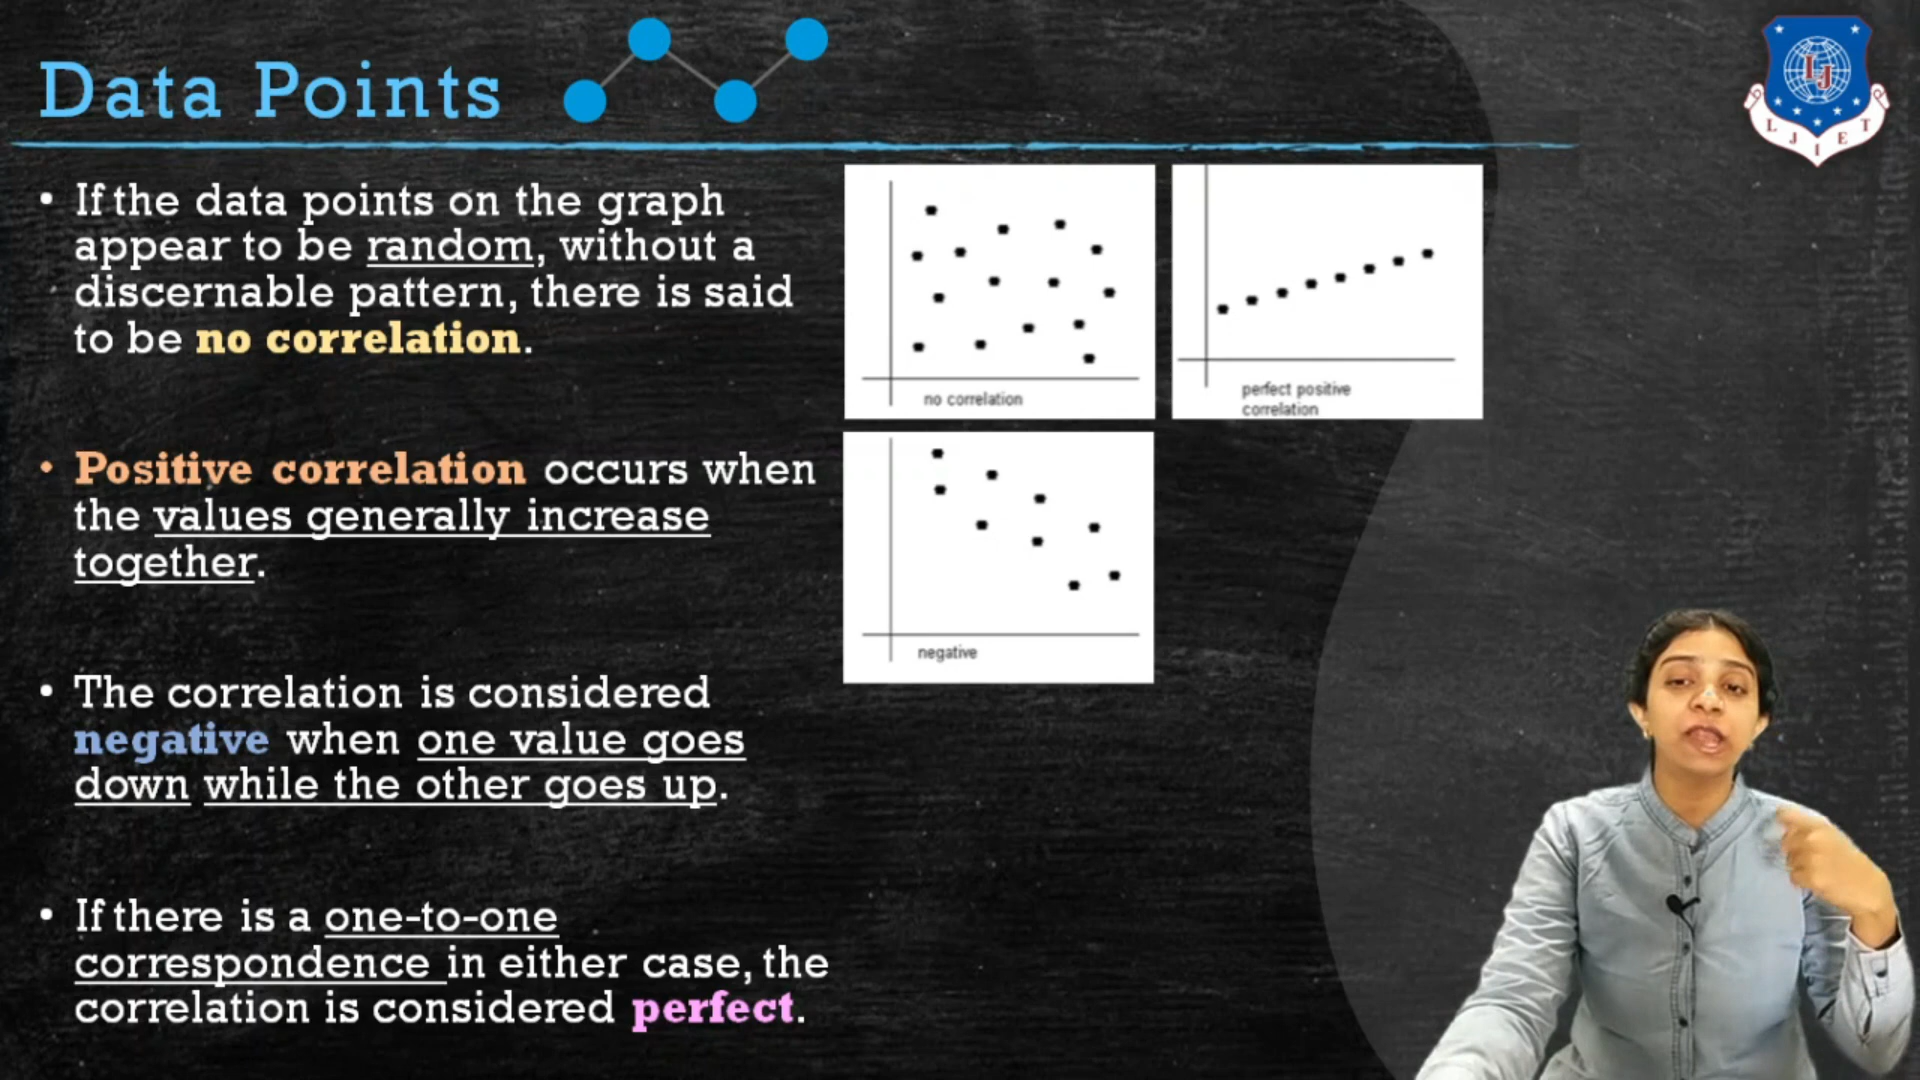 Data Points
• If the data points on the graph
appear to be random, without a
discernable pattern, there is said
to be no correlation.
• Positive correlation occurs when
the values generally increase
together.
• The correlation is considered
negative when one value goes
down while the other goes up.
• If there is a one-to-one
correspondence in either case, the
correlation is considered perfect.
no correlation
perfect positive
correlation
negative
LJ
L J I E T